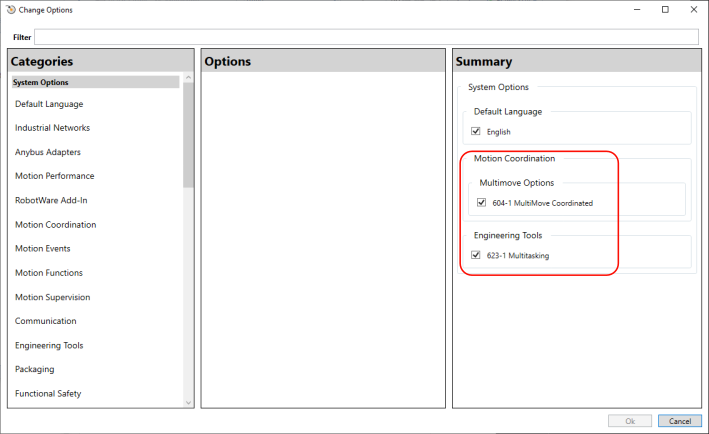 Change Options
Filter
Categories
System Options
Default Language
Industrial Networks
Anybus Adapters
Motion Performance
RobotWare Add-In
Motion Coordination
Motion Events
Motion Functions
Motion Supervision
Communication
Engineering Tools
Packaging
Functional Safety
Options
Summary
System Options
Default Language
English
Motion Coordination
Multimove Options
604-1 MultiMove Coordinated
Engineering Tools
623-1 Multitasking
Ok
Cancel